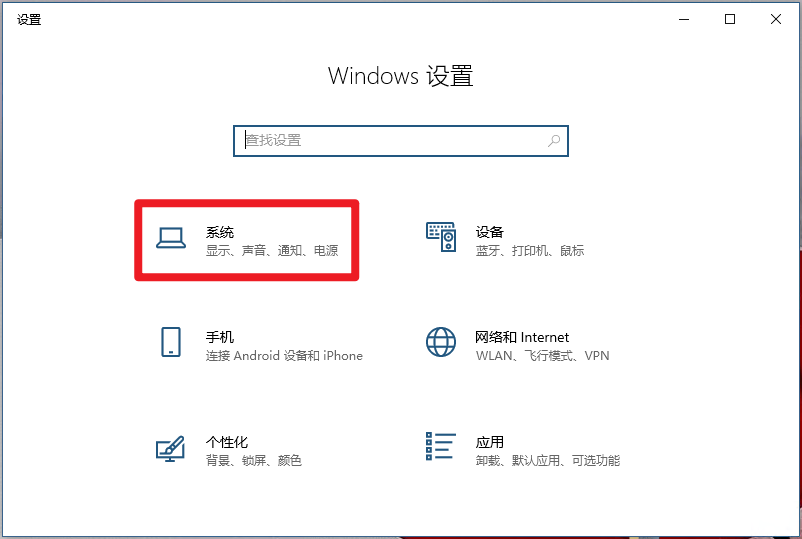 设置
Windows 设置
查找设置
系统
显示、声音、通知、电源
设备
蓝牙、打印机、鼠标
手机
连接 Android 设备和 iPhone
网络和 Internet
WLAN、飞行模式、VPN
个性化
背景、锁屏、颜色
应用
卸载、默认应用、可选功能